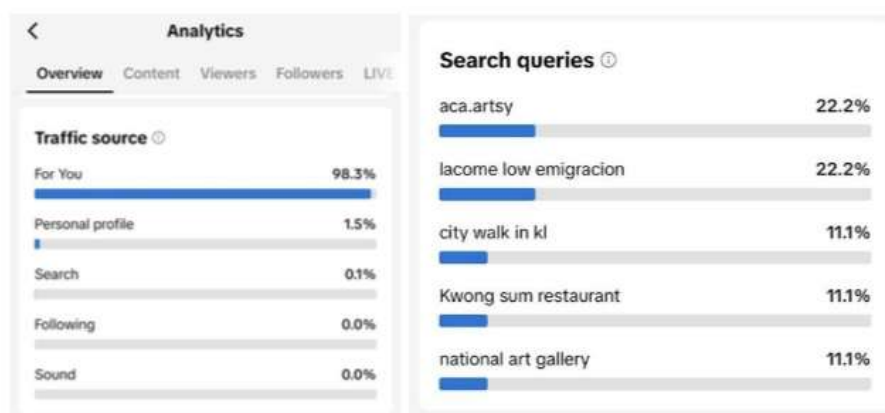 Analytics
Overview Content Viewers Followers LIVE
Traffic source
For You 98.3%
Personal profile 1.5%
Search 0.1%
Following 0.0%
Sound 0.0%
Search queries
aca.artsy 22.2%
lacome low emigracion 22.2%
city walk in kl 11.1%
Kwong sum restaurant 11.1%
national art gallery 11.1%